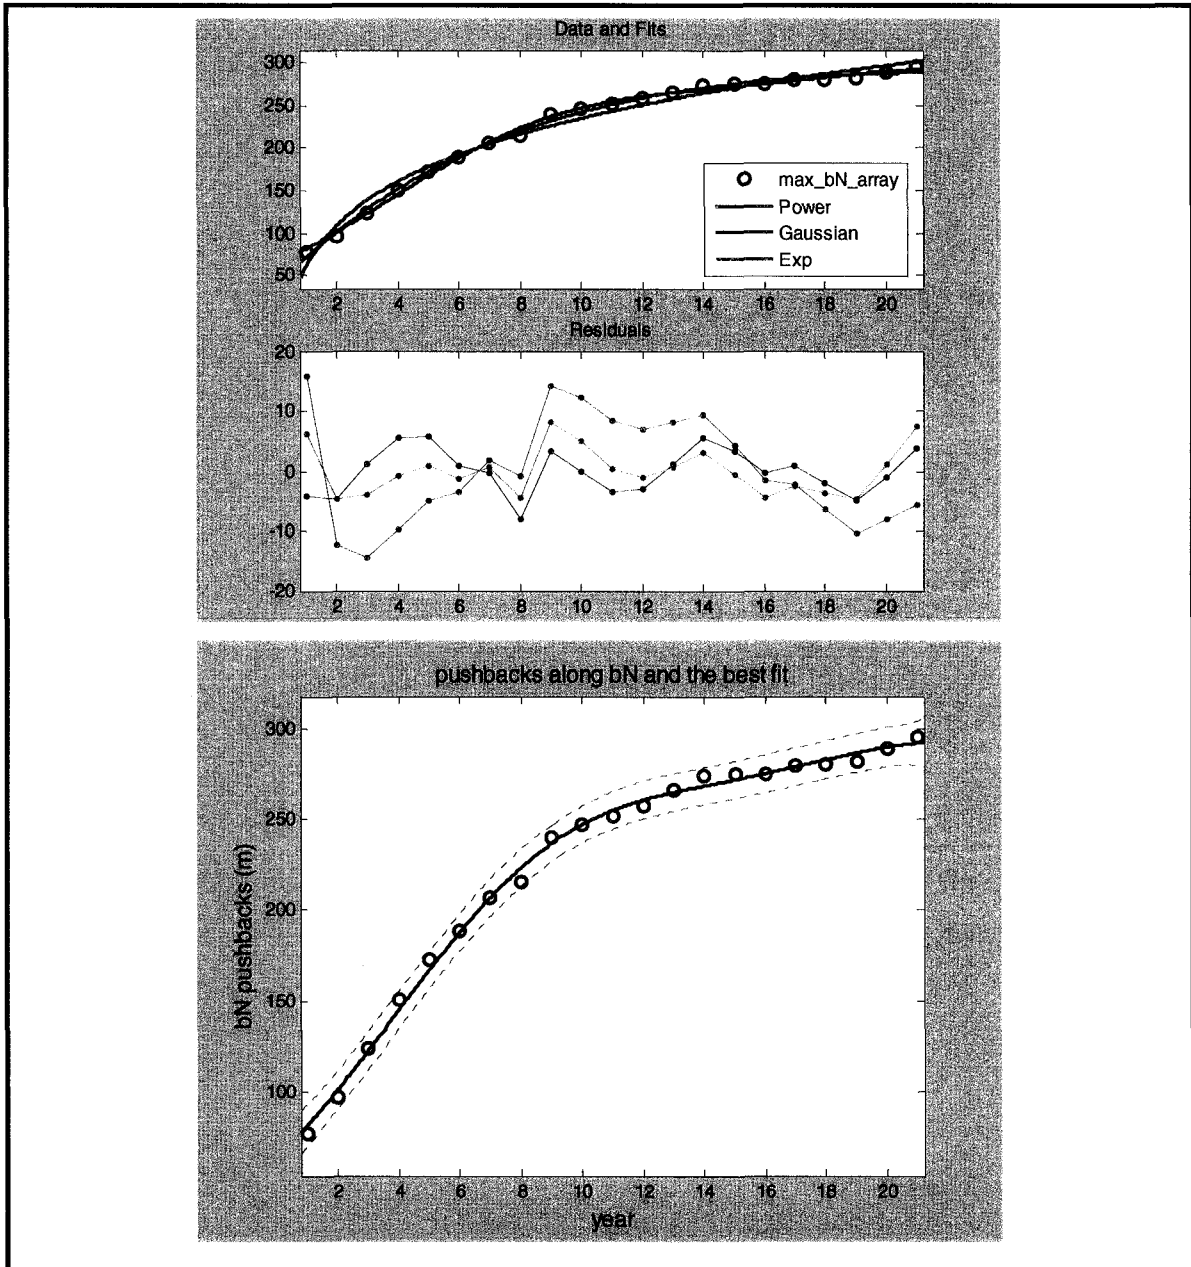 Data and Fits
300
250
200
150
100
50
max_bN_array
Power
Gaussian
Exp
2 4 6 8 10 12 14 16 18 20
Residuals
20
10
0
-10
-20
2 4 6 8 10 12 14 16 18 20
pushbacks along bN and the best fit
300
250
200
150
100
bN pushbacks (m)
2 4 6 8 10 12 14 16 18 20
year